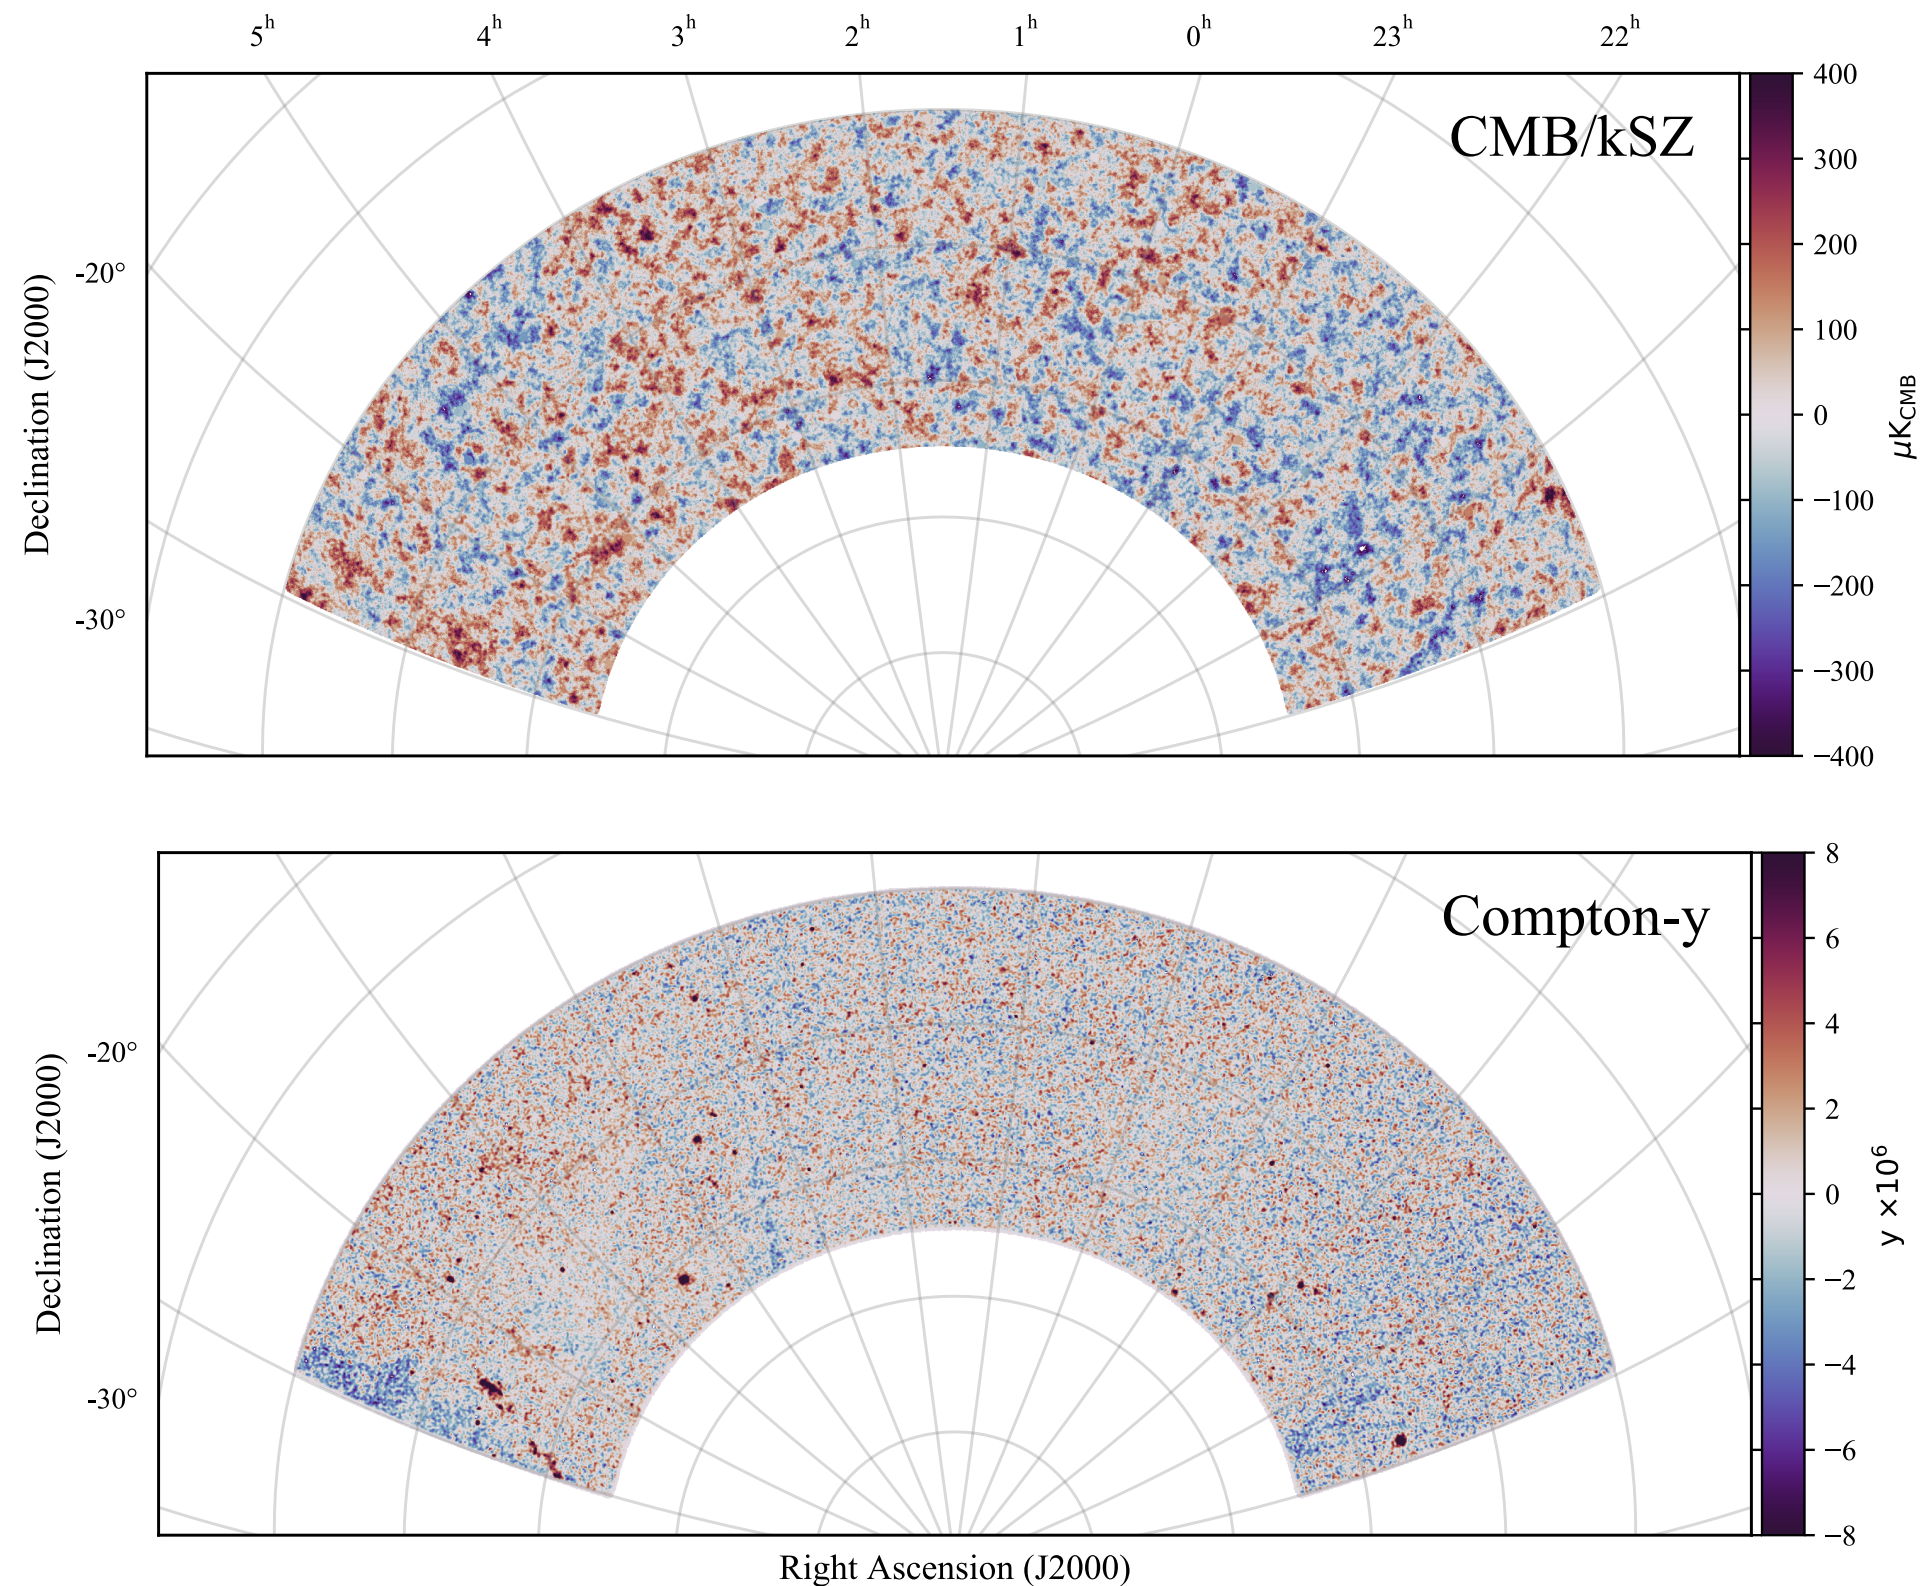 5h 4h 3h 2h 1h 0h 23h 22h
CMB/kSZ
Declination (J2000)
-20°
-30°
400
300
200
100
0
−100
−200
−300
−400
μKCMB
Compton-y
Declination (J2000)
-20°
-30°
8
6
4
2
0
−2
−4
−6
−8
y ×10⁶
Right Ascension (J2000)